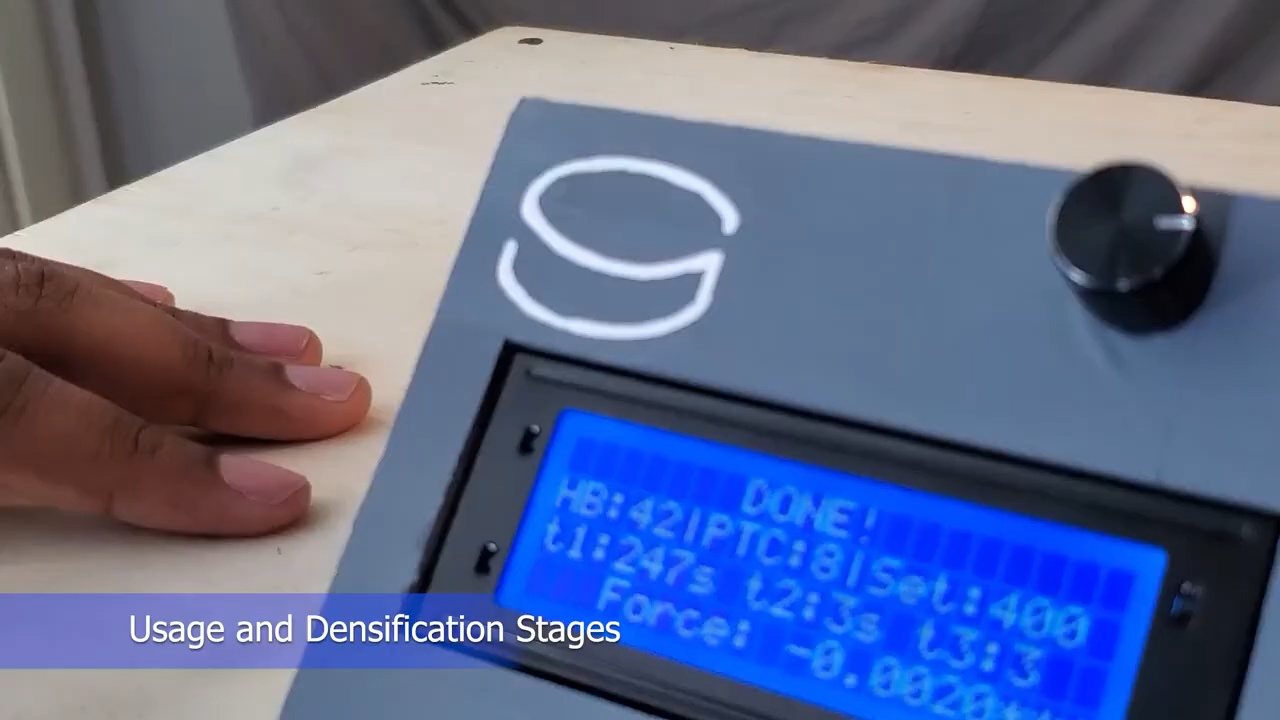 DONE!
HB:42|PTC:8|Set:400
t1:247s t2:3s t3:3
Force: -0.0020
Usage and Densification Stages